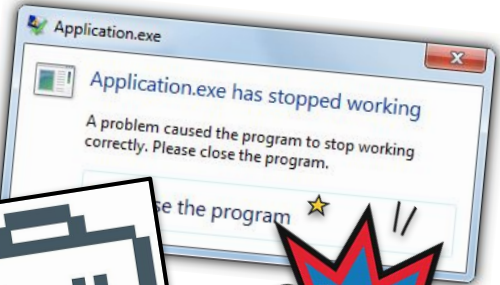 Application.exe
Application.exe has stopped working
A problem caused the program to stop working
correctly. Please close the program.
the program